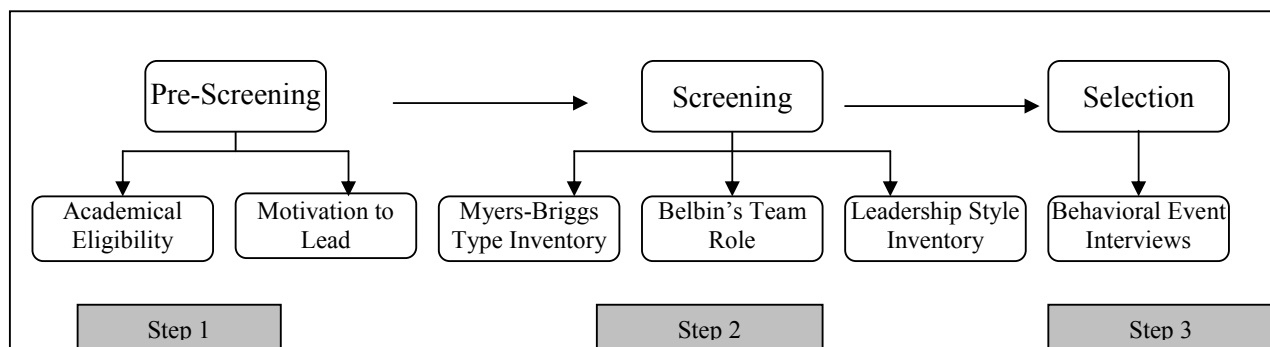 Pre-Screening
Screening
Selection
Academical
Eligibility
Motivation to
Lead
Myers-Briggs
Type Inventory
Belbin's Team
Role
Leadership Style
Inventory
Behavioral Event
Interviews
Step 1
Step 2
Step 3